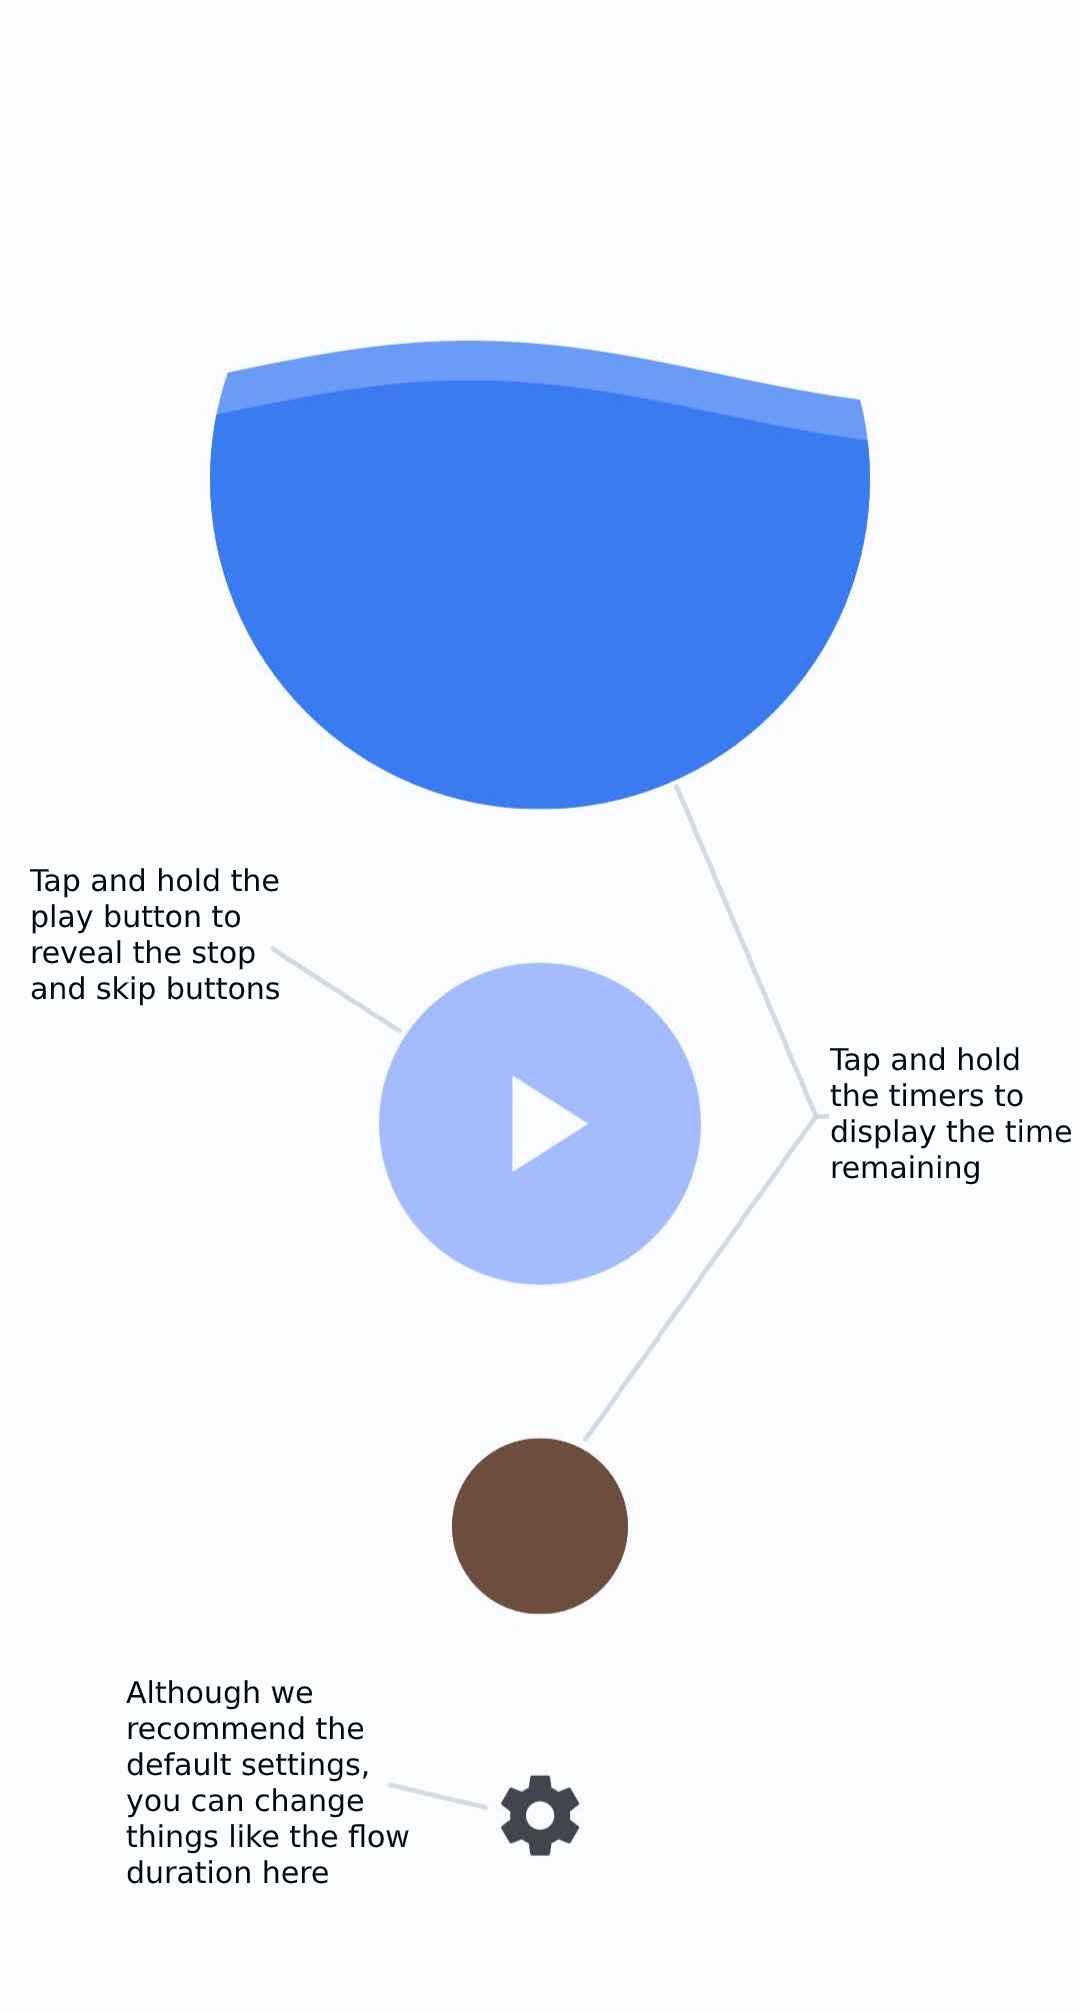 Tap and hold the
play button to
reveal the stop
and skip buttons
Tap and hold
the timers to
display the time
remaining
Although we
recommend the
default settings,
you can change
things like the flow
duration here